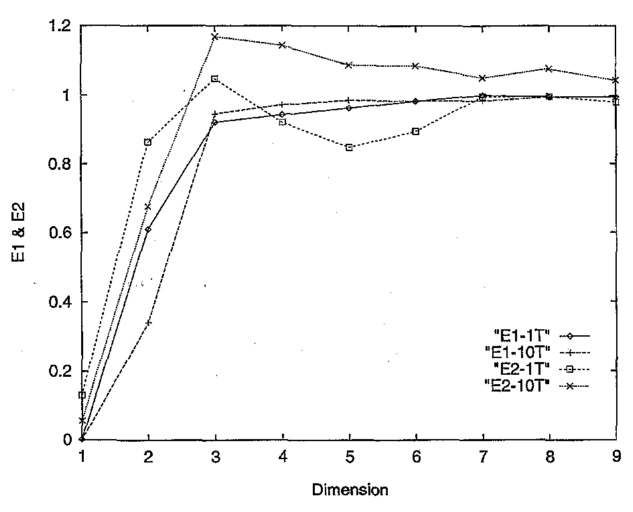 1.2
1
0.8
0.6
0.4
0.2
0
E1 & E2
"E1-1T"
"E1-10T"
"E2-1T"
"E2-10T"
1 2 3 4 5 6 7 8 9
Dimension